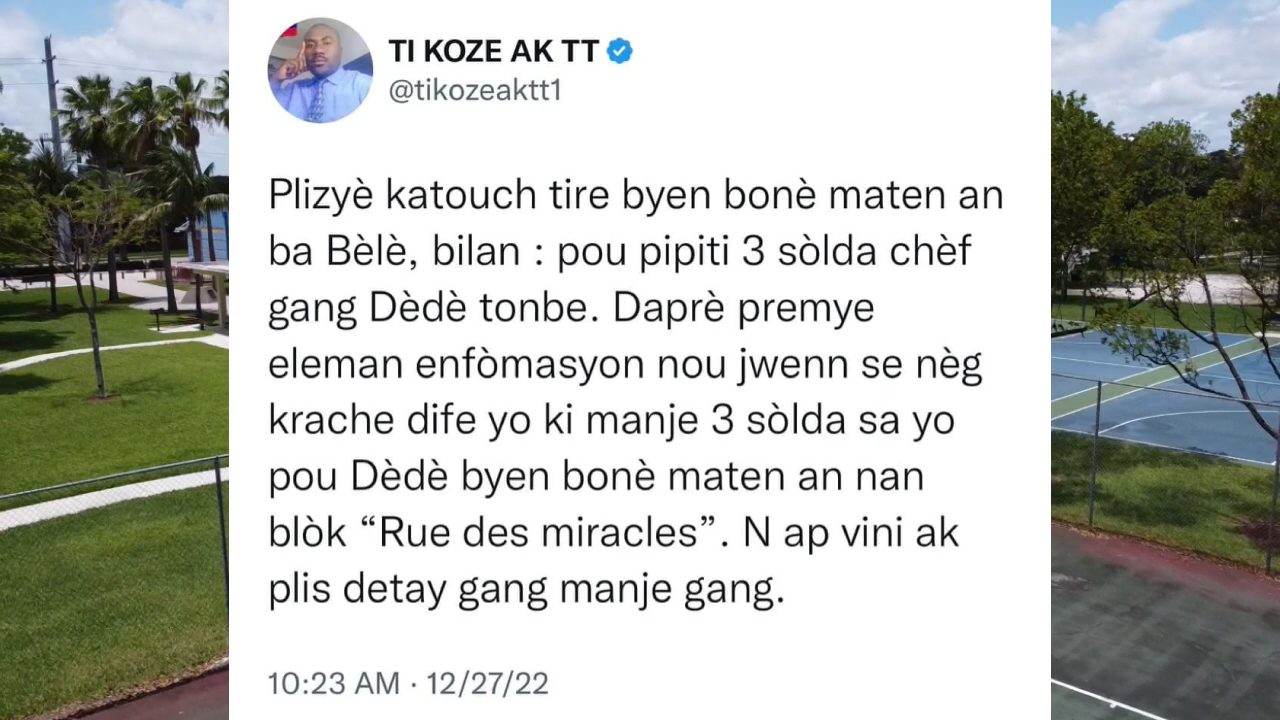 TI KOZE AK TT
@tikozeaktt1
Plizyè katouch tire byen bonè maten an
ba Bèlè, bilan : pou pipiti 3 sòlda chèf
gang Dèdè tonbe. Daprè premye
eleman enfòmasyon nou jwenn se nèg
krache dife yo ki manje 3 sòlda sa yo
pou Dèdè byen bonè maten an nan
blòk “Rue des miracles”. N ap vini ak
plis detay gang manje gang.
10:23 AM · 12/27/22